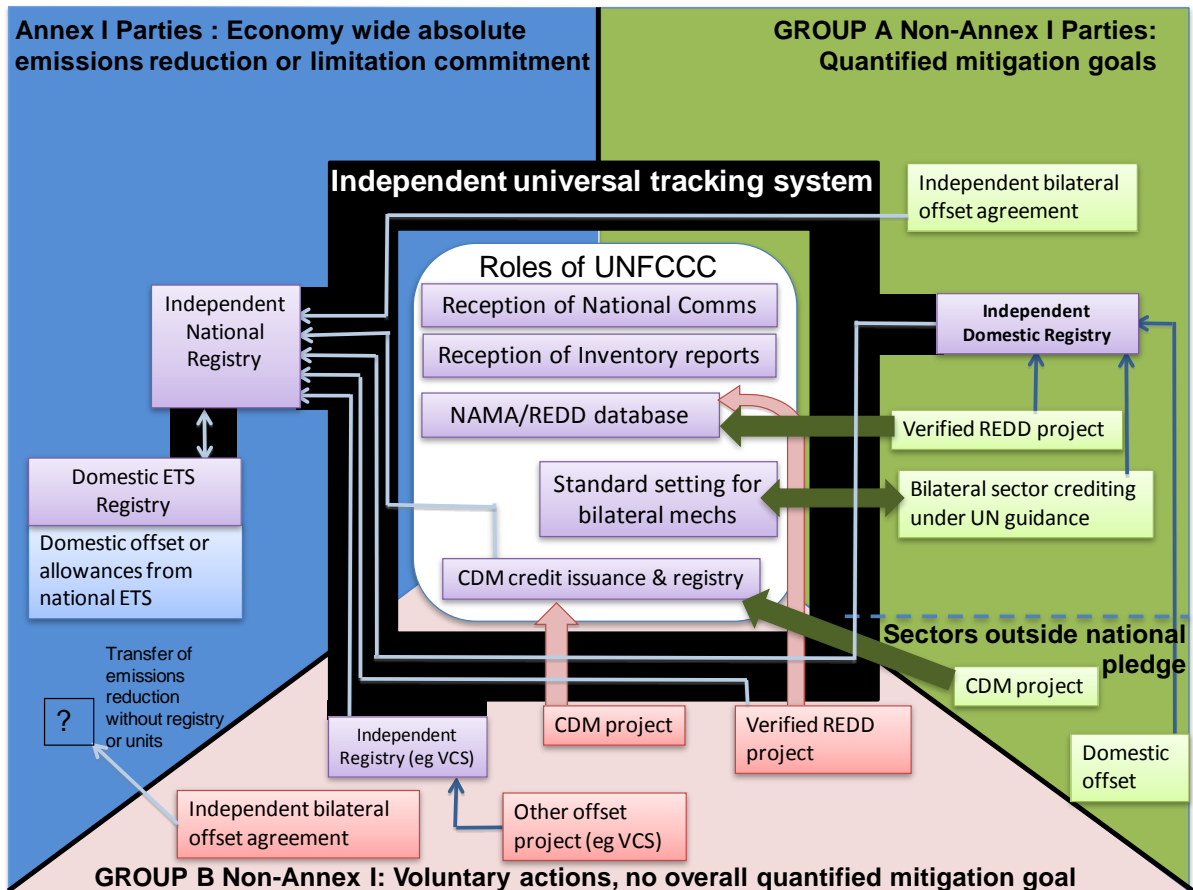 Annex I Parties : Economy wide absolute
emissions reduction or limitation commitment
GROUP A Non-Annex I Parties:
Quantified mitigation goals
Independent universal tracking system
Independent bilateral
offset agreement
Roles of UNFCCC
Reception of National Comms
Reception of Inventory reports
NAMA/REDD database
Standard setting for
bilateral mechs
CDM credit issuance & registry
Independent
National
Registry
Independent
Domestic Registry
Verified REDD project
Bilateral sector crediting
under UN guidance
Domestic ETS
Registry
Domestic offset or
allowances from
national ETS
Sectors outside national
pledge
CDM project
Domestic
offset
Transfer of
emissions
reduction
without registry
or units
?
Independent
Registry (eg VCS)
CDM project
Verified REDD
project
Independent bilateral
offset agreement
Other offset
project (eg VCS)
GROUP B Non-Annex I: Voluntary actions, no overall quantified mitigation goal